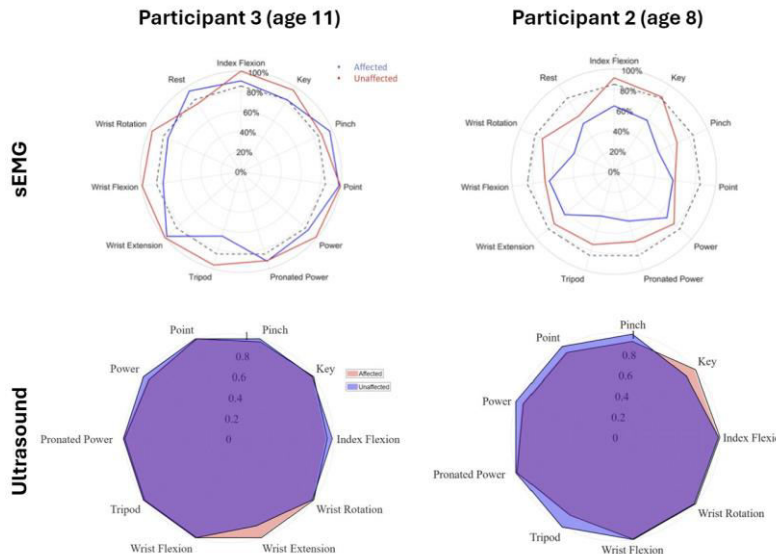 Participant 3 (age 11)
Participant 2 (age 8)
sEMG
Index Flexion
100%
80%
60%
40%
20%
0%
Key
Pinch
Point
Power
Pronated Power
Tripod
Wrist Extension
Wrist Flexion
Wrist Rotation
Rest
Affected
Unaffected
Index Flexion
100%
80%
60%
40%
20%
0%
Key
Pinch
Point
Power
Pronated Power
Tripod
Wrist Extension
Wrist Flexion
Wrist Rotation
Rest
Ultrasound
Point
Pinch
1
0.8
0.6
0.4
0.2
0
Power
Key
Pronated Power
Index Flexion
Tripod
Wrist Rotation
Wrist Flexion
Wrist Extension
Affected
Unaffected
Pinch
1
0.8
0.6
0.4
0.2
0
Point
Key
Power
Index Flexi
Pronated Power
Wrist Rotation
Tripod
Wrist Flexion